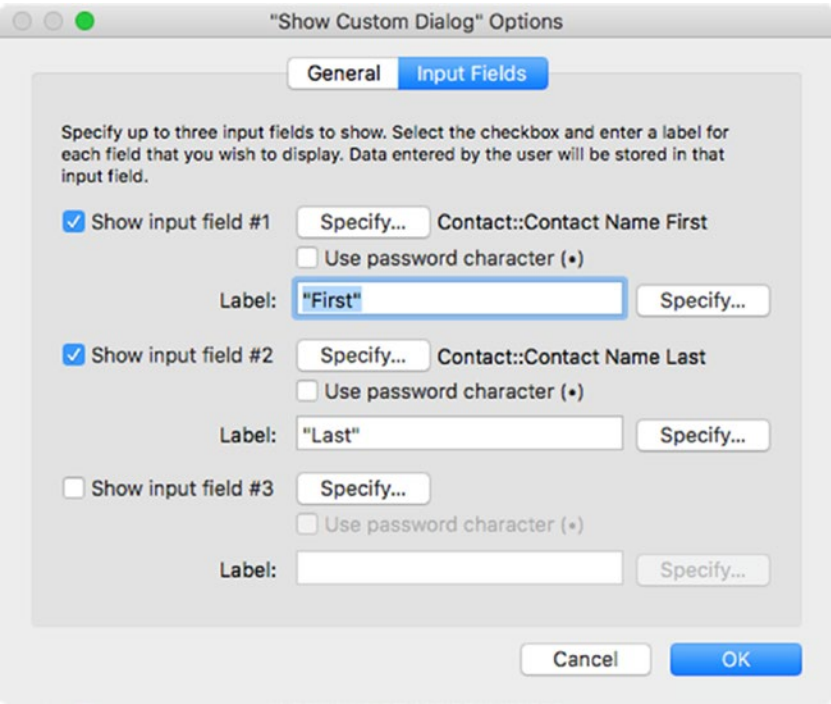 "Show Custom Dialog" Options
General Input Fields
Specify up to three input fields to show. Select the checkbox and enter a label for
each field that you wish to display. Data entered by the user will be stored in that
input field.
Show input field #1 Specify... Contact::Contact Name First
Use password character (•)
Label: "First" Specify...
Show input field #2 Specify... Contact::Contact Name Last
Use password character (•)
Label: "Last" Specify...
Show input field #3 Specify...
Use password character (•)
Label: Specify...
Cancel OK